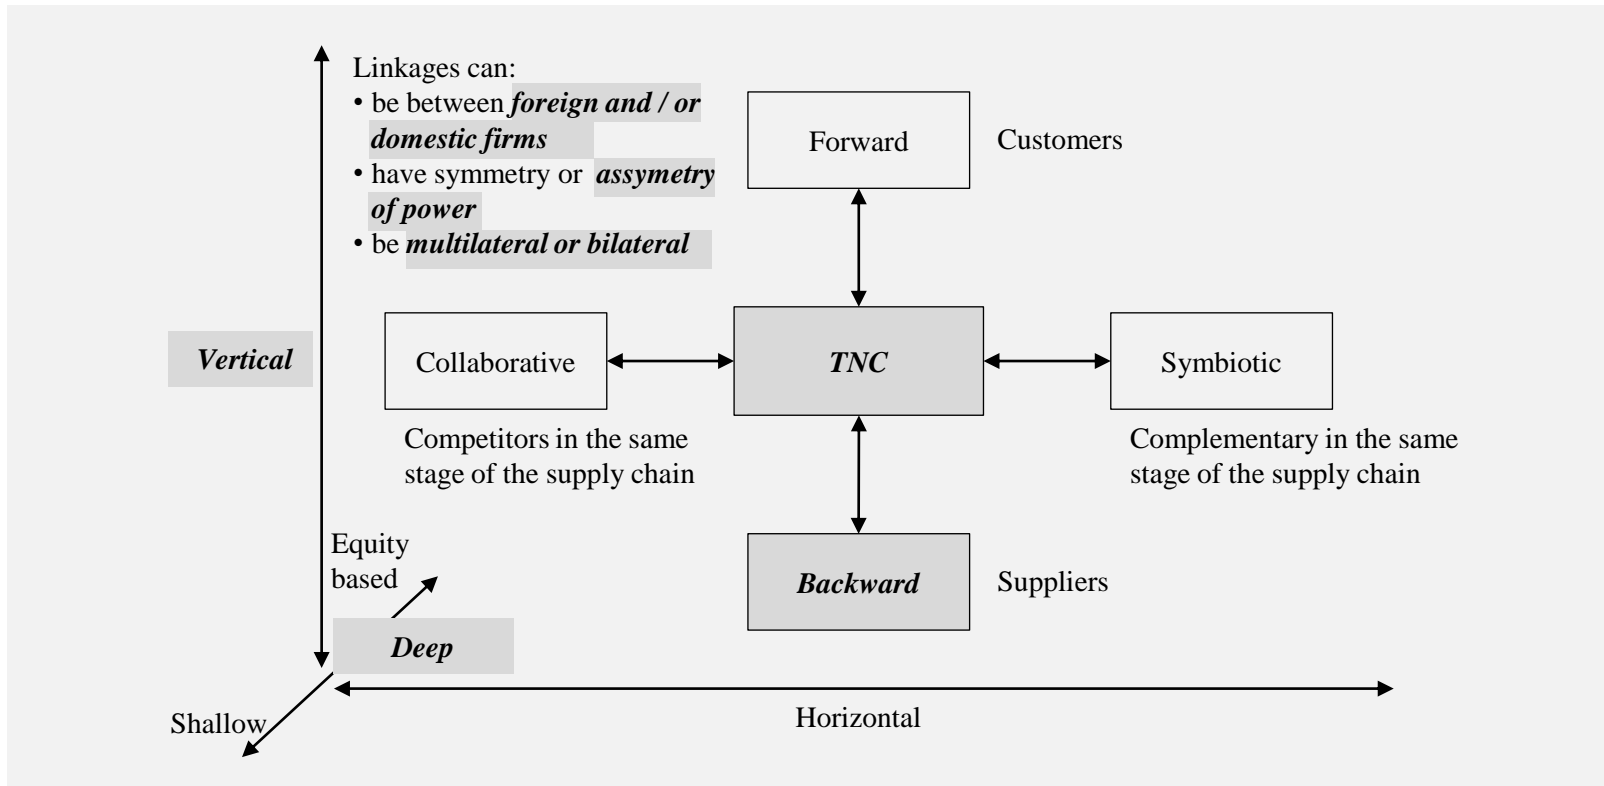 Linkages can:
• be between foreign and / or
domestic firms
• have symmetry or assymetry
of power
• be multilateral or bilateral
Forward
Customers
Vertical
Collaborative
TNC
Symbiotic
Competitors in the same
stage of the supply chain
Complementary in the same
stage of the supply chain
Equity
based
Backward
Suppliers
Deep
Shallow
Horizontal